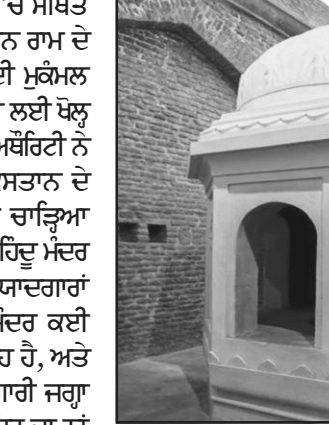 ਸਥਿਤ
ਨ ਰਾਮ ਦੇ
ਈ ਮੁਕੰਮਲ
ਲਈ ਖੋਲ੍ਹ
ਅਥੌਰਿਟੀ ਨੇ
ਸਤਾਨ ਦੇ
ਚਾੜ੍ਹਿਆ
ਹਿੰਦੂ ਮੰਦਰ
ਯਾਦਗਾਰਾਂ
ਮੰਦਰ ਕਈ
ਹ ਹੈ, ਅਤੇ
ਗਾਰੀ ਜਗ੍ਹਾ